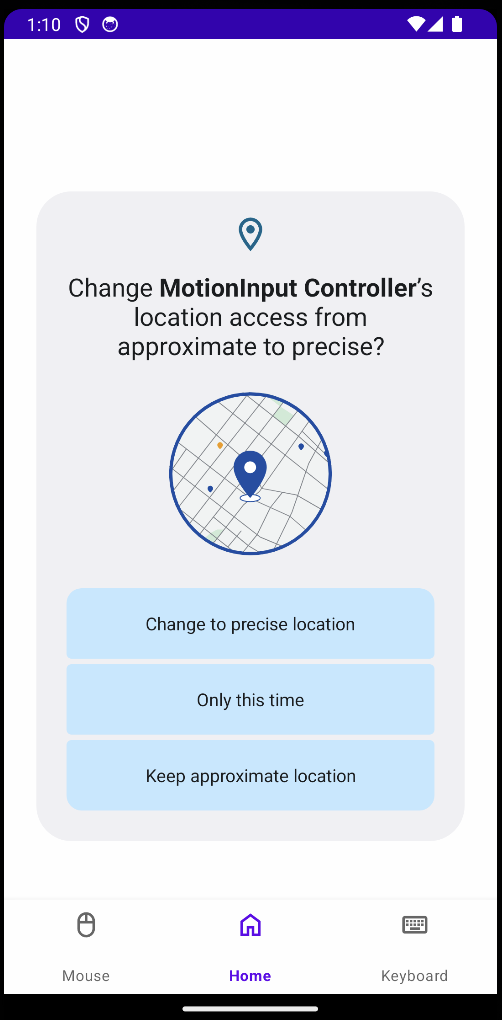 1:10
Change MotionInput Controller’s
location access from
approximate to precise?
Change to precise location
Only this time
Keep approximate location
Mouse
Home
Keyboard